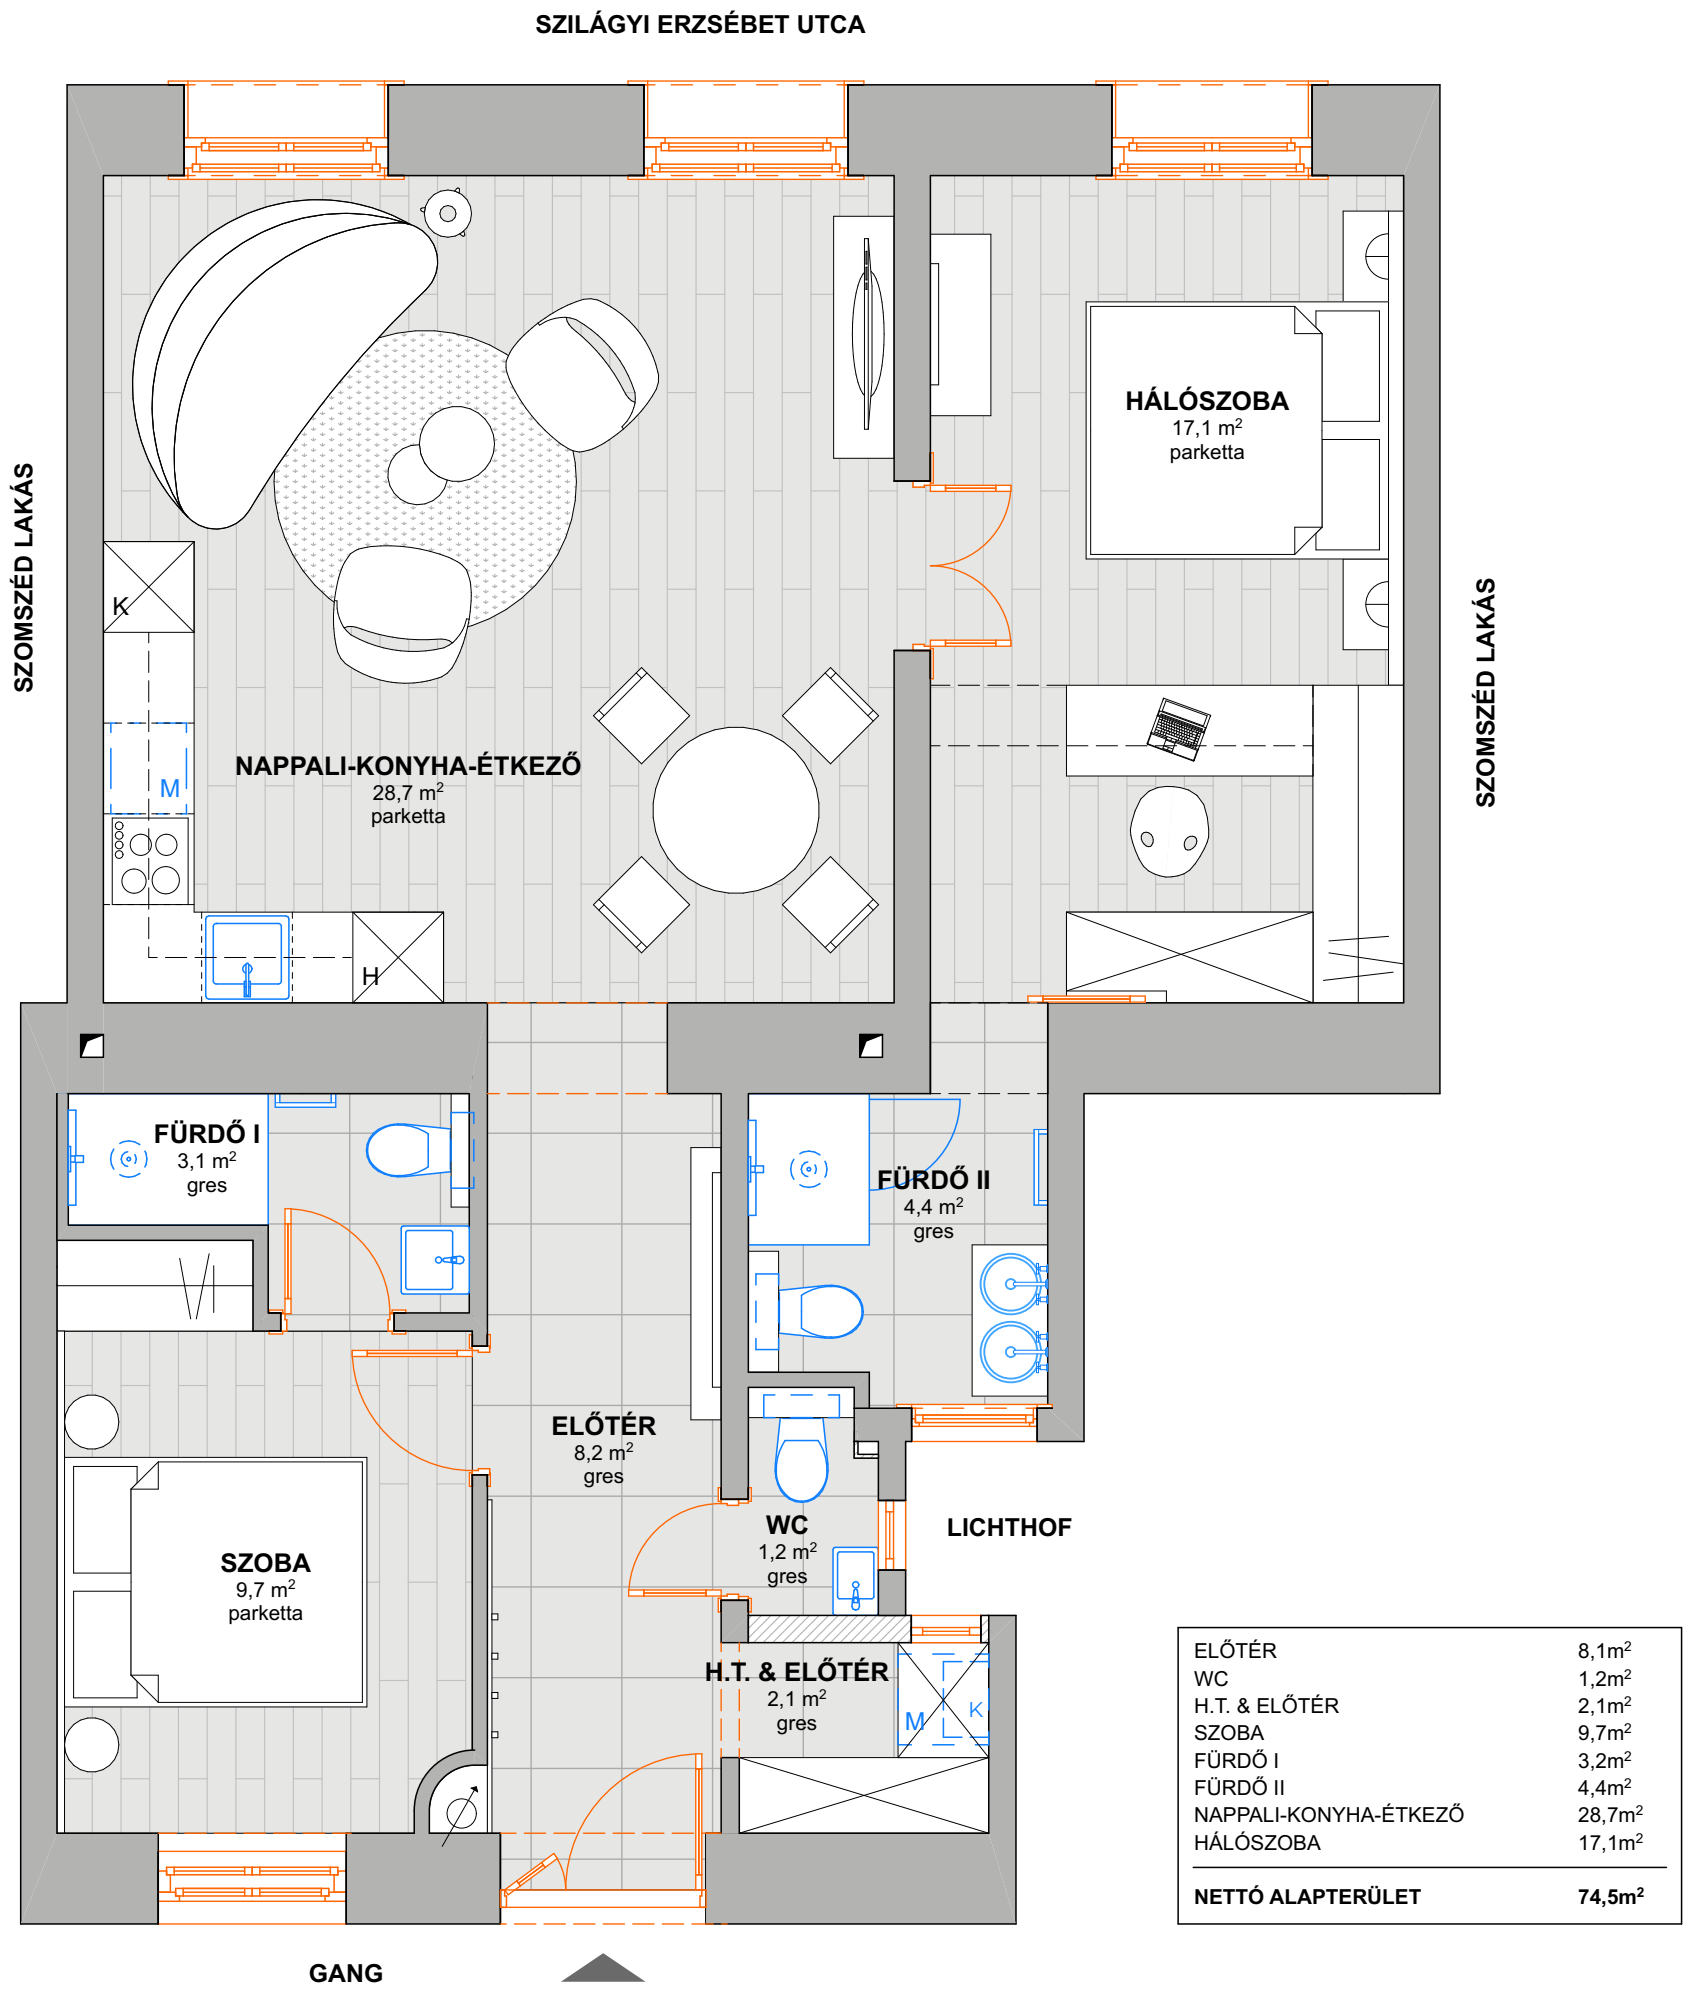 SZILÁGYI ERZSÉBET UTCA
SZOMSZÉD LAKÁS
HÁLÓSZOBA
17,1 m²
parketta
SZOMSZÉD LAKÁS
K
NAPPALI-KONYHA-ÉTKEZŐ
28,7 m²
parketta
M
H
FÜRDŐ I
3,1 m²
gres
FÜRDŐ II
4,4 m²
gres
ELŐTÉR
8,2 m²
gres
WC
1,2 m²
gres
LICHTHOF
SZOBA
9,7 m²
parketta
H.T. & ELŐTÉR
2,1 m²
gres
M
K
ELŐTÉR 8,1m²
WC 1,2m²
H.T. & ELŐTÉR 2,1m²
SZOBA 9,7m²
FÜRDŐ I 3,2m²
FÜRDŐ II 4,4m²
NAPPALI-KONYHA-ÉTKEZŐ 28,7m²
HÁLÓSZOBA 17,1m²
NETTÓ ALAPTERÜLET 74,5m²
GANG